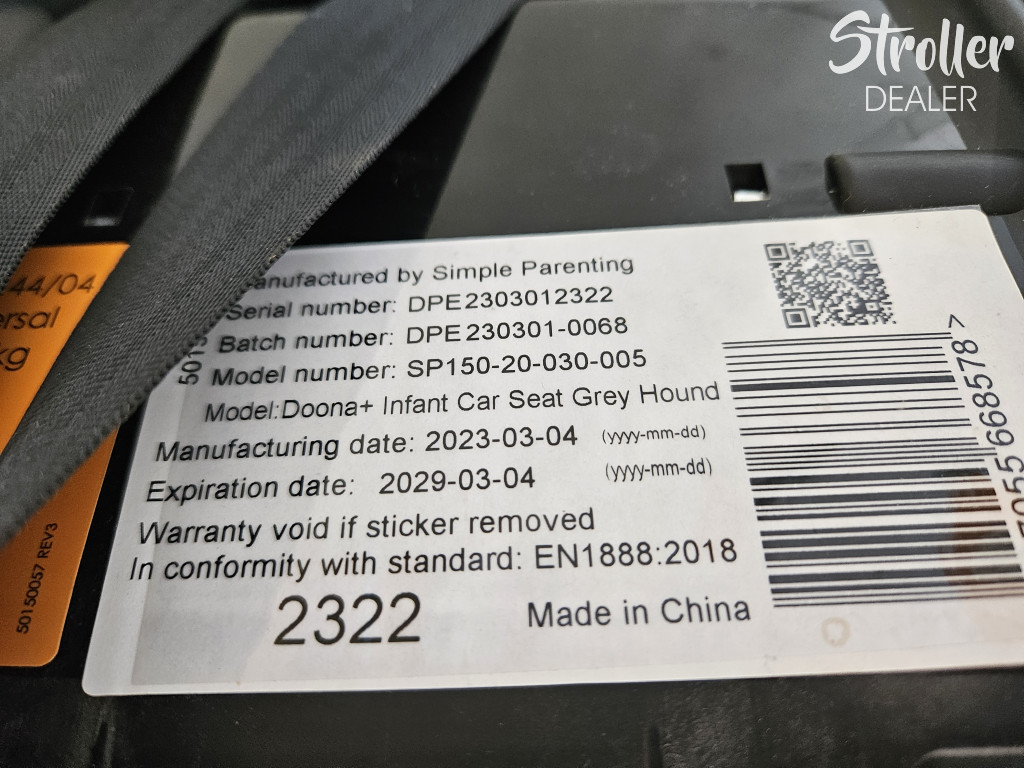 Stroller
DEALER
44/04
ersal
kg
50150057 REV3
anufactured by Simple Parenting
Serial number: DPE2303012322
Batch number: DPE230301-0068
Model number: SP150-20-030-005
Model:Doona+ Infant Car Seat Grey Hound
Manufacturing date: 2023-03-04 (yyyy-mm-dd)
Expiration date: 2029-03-04 (yyyy-mm-dd)
Warranty void if sticker removed
In conformity with standard: EN1888:2018
2322 Made in China
5015
5055 668578 >